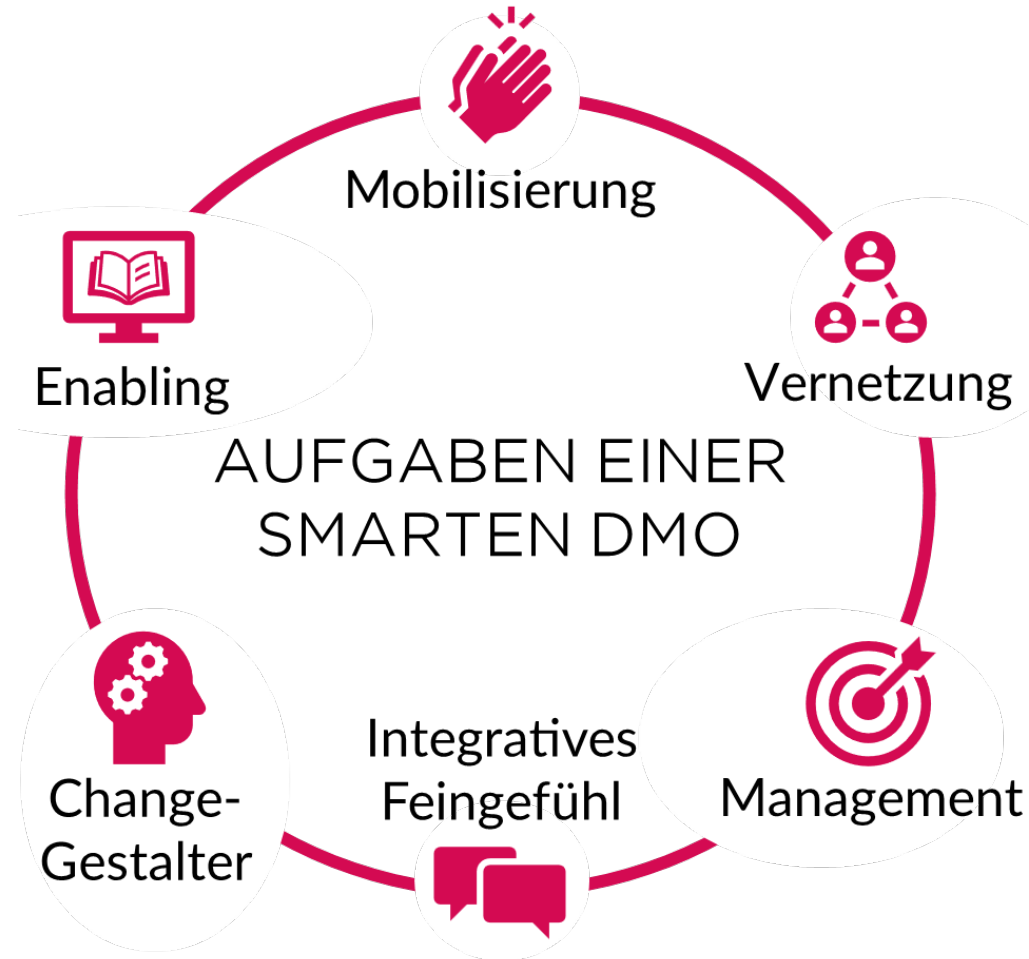 Mobilisierung
Enabling
Vernetzung
AUFGABEN EINER
SMARTEN DMO
Integratives
Feingefühl
Change-
Gestalter
Management